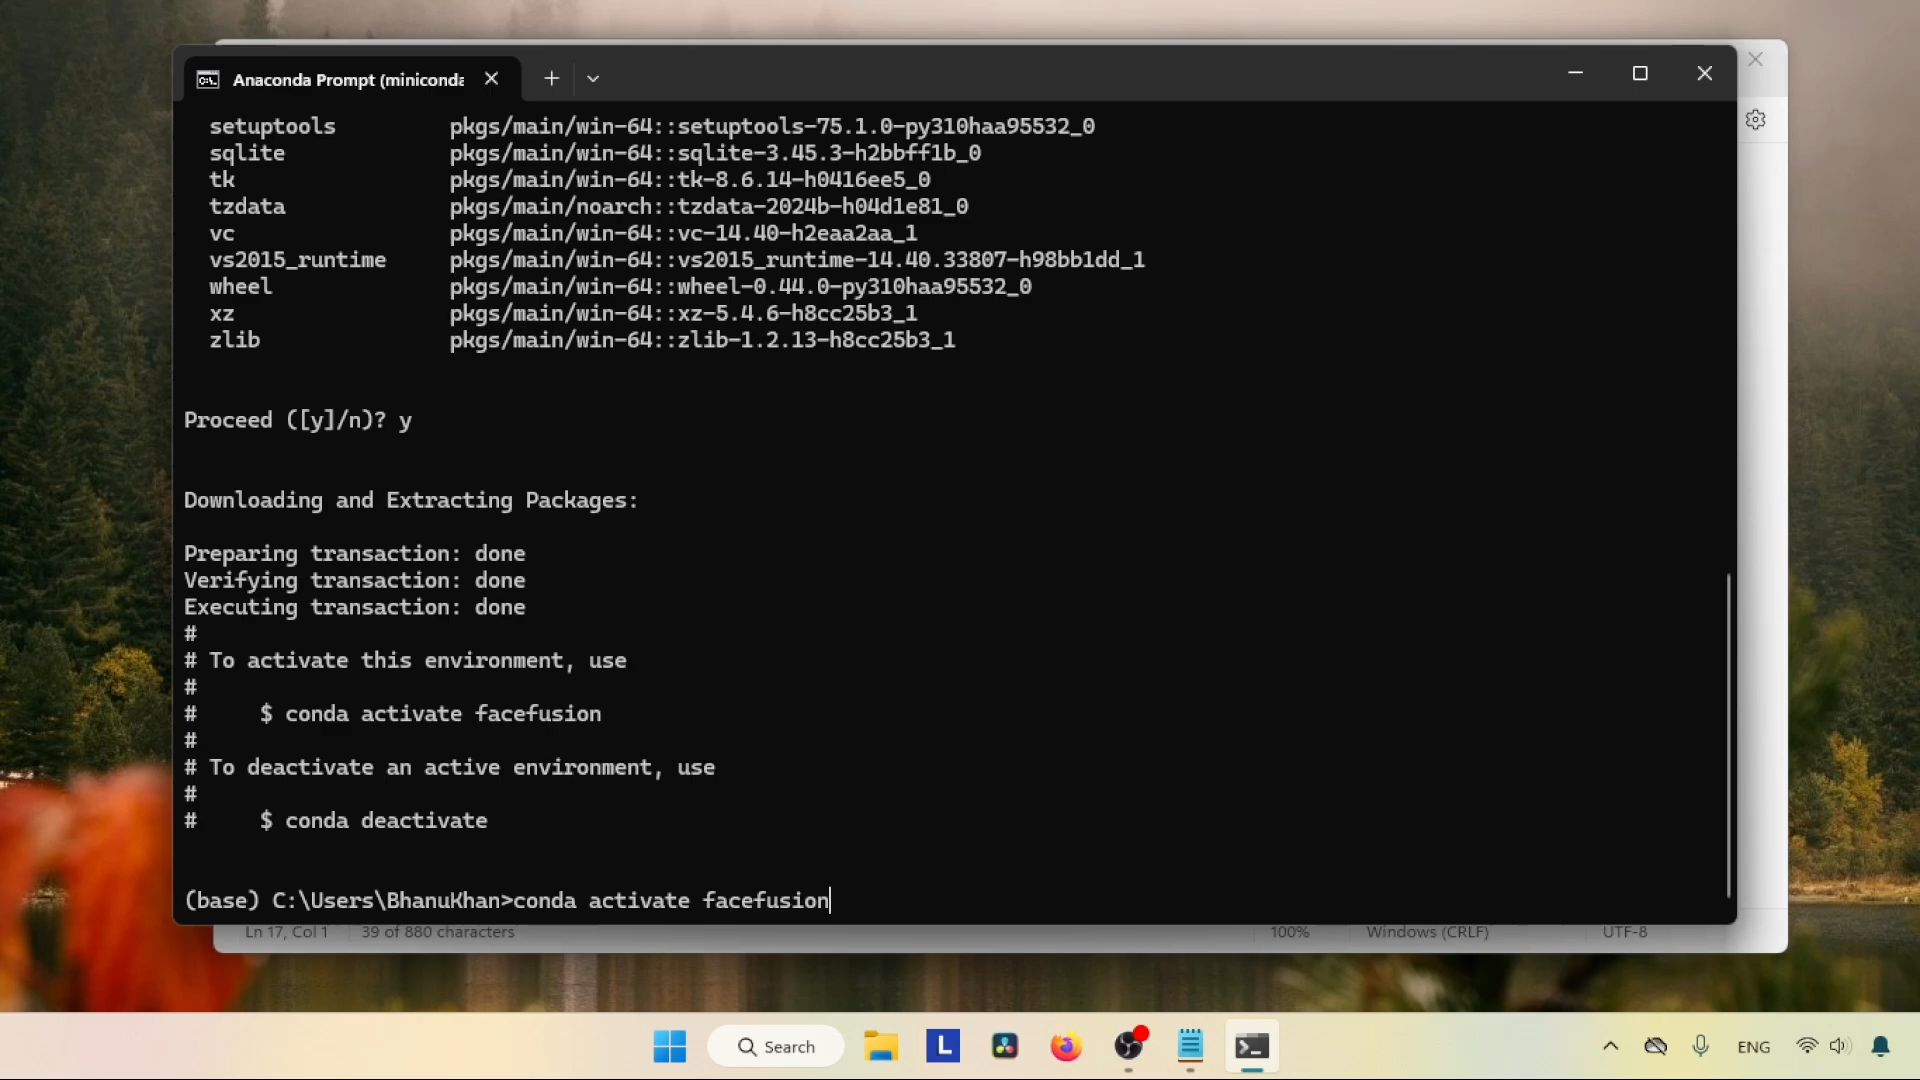 Anaconda Prompt (miniconda
setuptools pkgs/main/win-64::setuptools-75.1.0-py310haa95532_0
sqlite pkgs/main/win-64::sqlite-3.45.3-h2bbff1b_0
tk pkgs/main/win-64::tk-8.6.14-h0416ee5_0
tzdata pkgs/main/noarch::tzdata-2024b-h04d1e81_0
vc pkgs/main/win-64::vc-14.40-h2eaa2aa_1
vs2015_runtime pkgs/main/win-64::vs2015_runtime-14.40.33807-h98bb1dd_1
wheel pkgs/main/win-64::wheel-0.44.0-py310haa95532_0
xz pkgs/main/win-64::xz-5.4.6-h8cc25b3_1
zlib pkgs/main/win-64::zlib-1.2.13-h8cc25b3_1
Proceed ([y]/n)? y
Downloading and Extracting Packages:
Preparing transaction: done
Verifying transaction: done
Executing transaction: done
#
# To activate this environment, use
#
# $ conda activate facefusion
#
# To deactivate an active environment, use
#
# $ conda deactivate
(base) C:\Users\BhanuKhan>conda activate facefusion
Ln 17, Col 1 39 of 880 characters 100% Windows (CRLF) UTF-8
Search L ENG